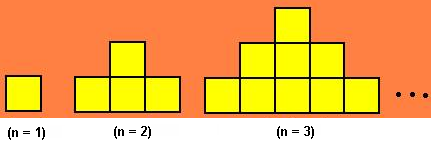 (n = 1) (n = 2) (n = 3)